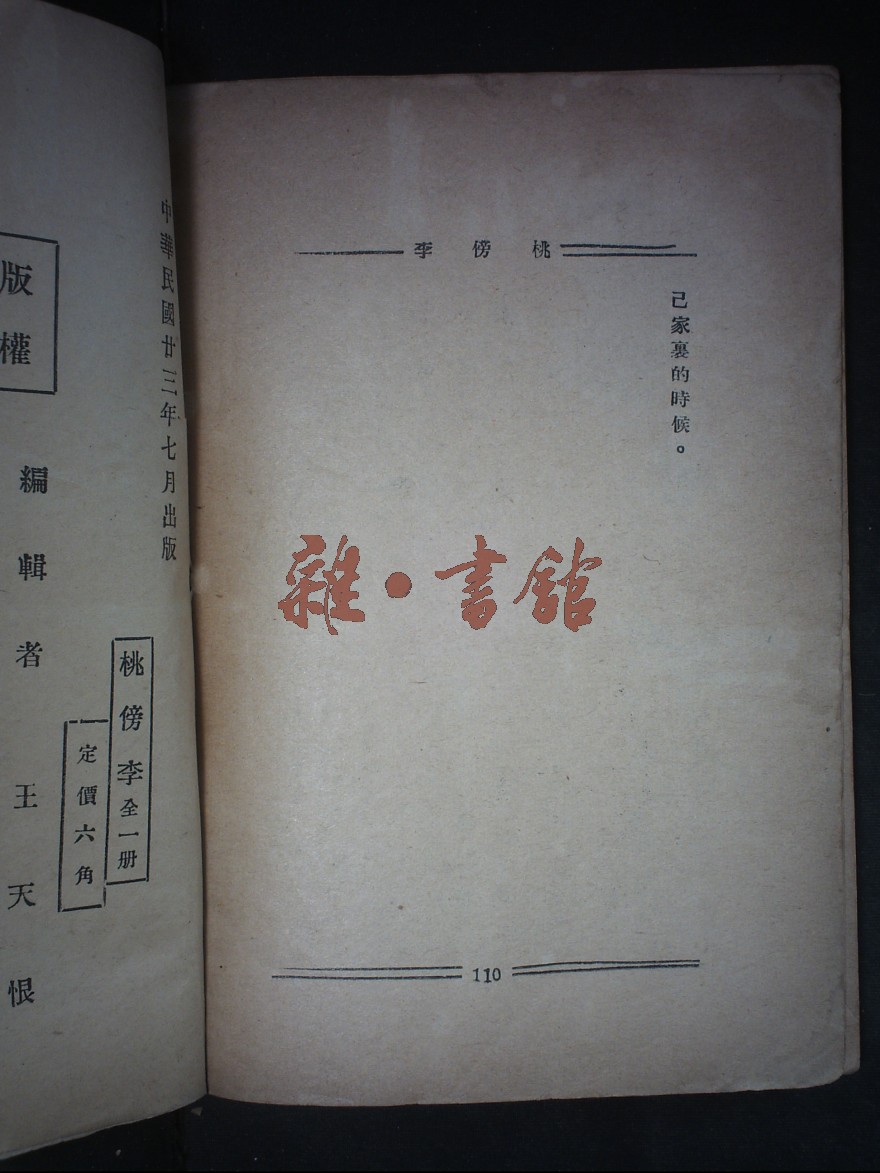 桃傍李
己家裏的時候。
110
中華民國廿三年七月出版
桃傍李全一册
定價六角
版權
編輯者王天恨
雜·書館